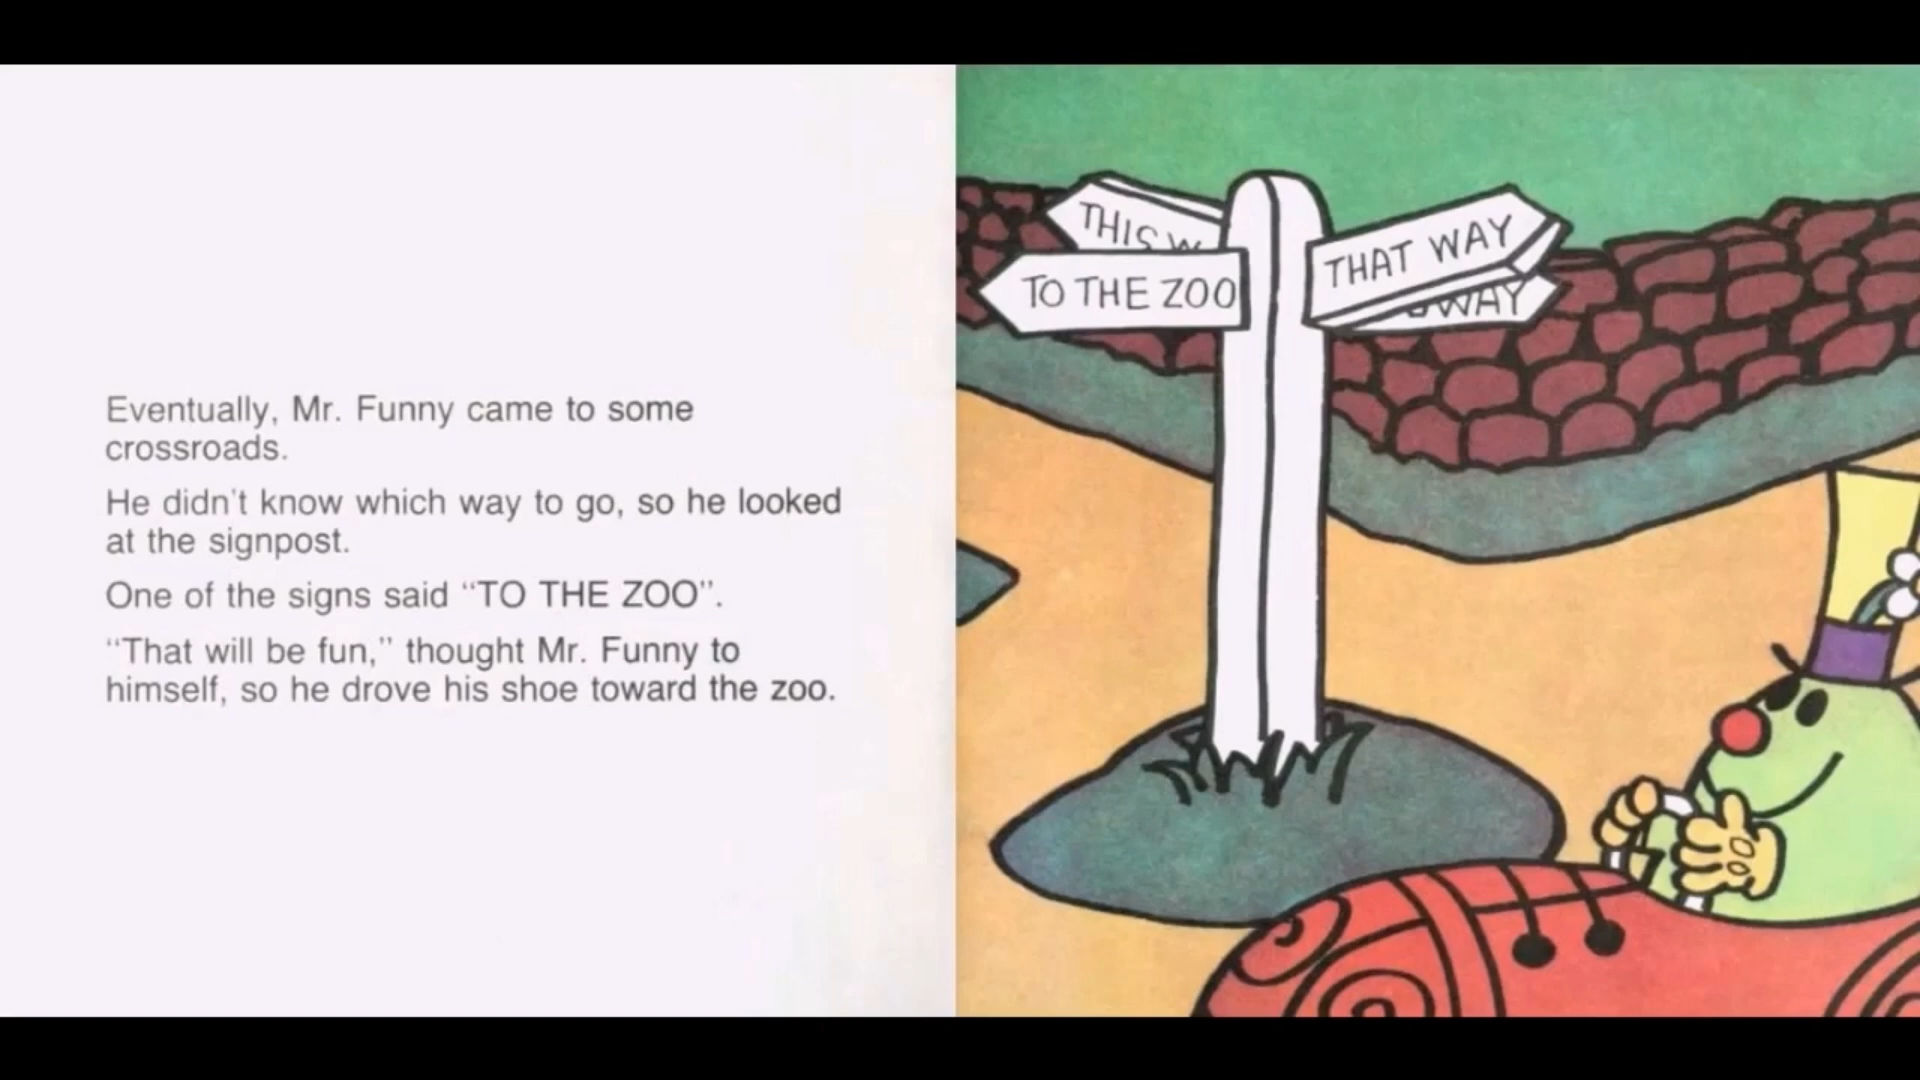 Eventually, Mr. Funny came to some
crossroads.
He didn't know which way to go, so he looked
at the signpost.
One of the signs said “TO THE ZOO”.
“That will be fun,” thought Mr. Funny to
himself, so he drove his shoe toward the zoo.
THIS
TO THE ZOO
THAT WAY
WAY